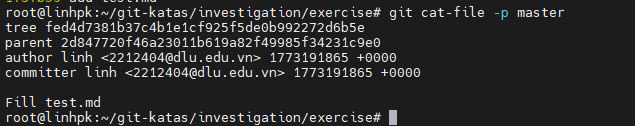 root@linhpk:~/git-katas/investigation/exercise# git cat-file -p master
tree fed4d7381b37c4b1e1cf925f5de0b992272d6b5e
parent 2d847720f46a23011b619a82f49985f34231c9e0
author linh <2212404@dlu.edu.vn> 1773191865 +0000
committer linh <2212404@dlu.edu.vn> 1773191865 +0000
Fill test.md
root@linhpk:~/git-katas/investigation/exercise#